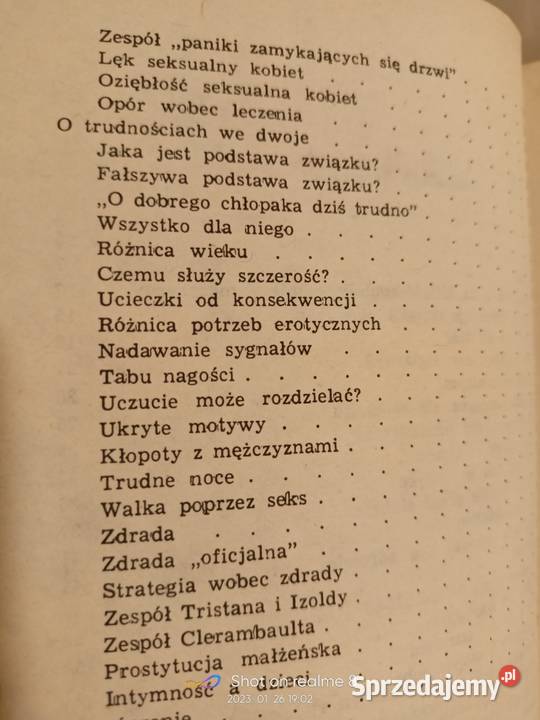 Zespół „paniki zamykających się drzwi" .
Lęk seksualny kobiet . . . . .
Oziębłość seksualna kobiet . . . .
Opór wobec leczenia . . . . .
O trudnościach we dwoje . . . . .
Jaka jest podstawa związku? . . . .
Fałszywa podstawa związku? . . . .
„O dobrego chłopaka dziś trudno" . . .
Wszystko dla niego . . . . . .
Różnica wieku . . . . . .
Czemu służy szczerość? . . . . .
Ucieczki od konsekwencji . . . . .
Różnica potrzeb erotycznych . . . .
Nadawanie sygnałów . . . . .
Tabu nagości . . . . . . .
Uczucie może rozdzielać? . . . . .
Ukryte motywy . . . . . .
Kłopoty z mężczyznami . . . . .
Trudne noce . . . . . . .
Walka poprzez seks . . . . . .
Zdrada . . . . . . . .
Zdrada „oficjalna" . . . . . .
Strategia wobec zdrady . . . . .
Zespół Tristana i Izoldy . . . . .
Zespół Clerambaulta . . . . . .
Prostytucja małżeńska . . . . .
Intymność a dzieci . . . . .
Shot on realme 8i
2023.01.26 19:02
Sprzedajemy.pl